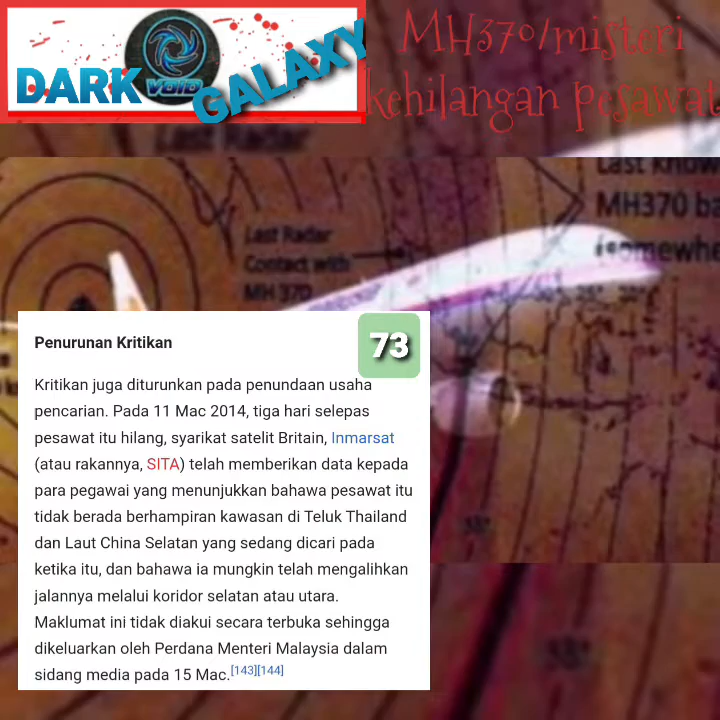 DARK VOID GALAXY
MH370/misteri
kehilangan pesawat
Last Radar
Last Know
MH370 ba
somewhe
Last Radar
Contact with
MH 370
73
Penurunan Kritikan
Kritikan juga diturunkan pada penundaan usaha
pencarian. Pada 11 Mac 2014, tiga hari selepas
pesawat itu hilang, syarikat satelit Britain, Inmarsat
(atau rakannya, SITA) telah memberikan data kepada
para pegawai yang menunjukkan bahawa pesawat itu
tidak berada berhampiran kawasan di Teluk Thailand
dan Laut China Selatan yang sedang dicari pada
ketika itu, dan bahawa ia mungkin telah mengalihkan
jalannya melalui koridor selatan atau utara.
Maklumat ini tidak diakui secara terbuka sehingga
dikeluarkan oleh Perdana Menteri Malaysia dalam
sidang media pada 15 Mac.[143][144]